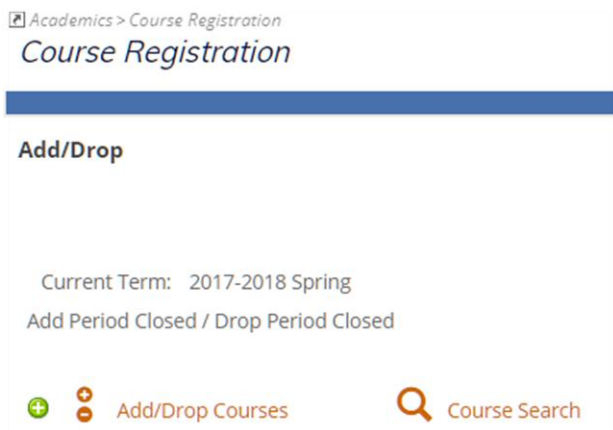 Academics > Course Registration
Course Registration
Add/Drop
Current Term: 2017-2018 Spring
Add Period Closed / Drop Period Closed
Add/Drop Courses Course Search